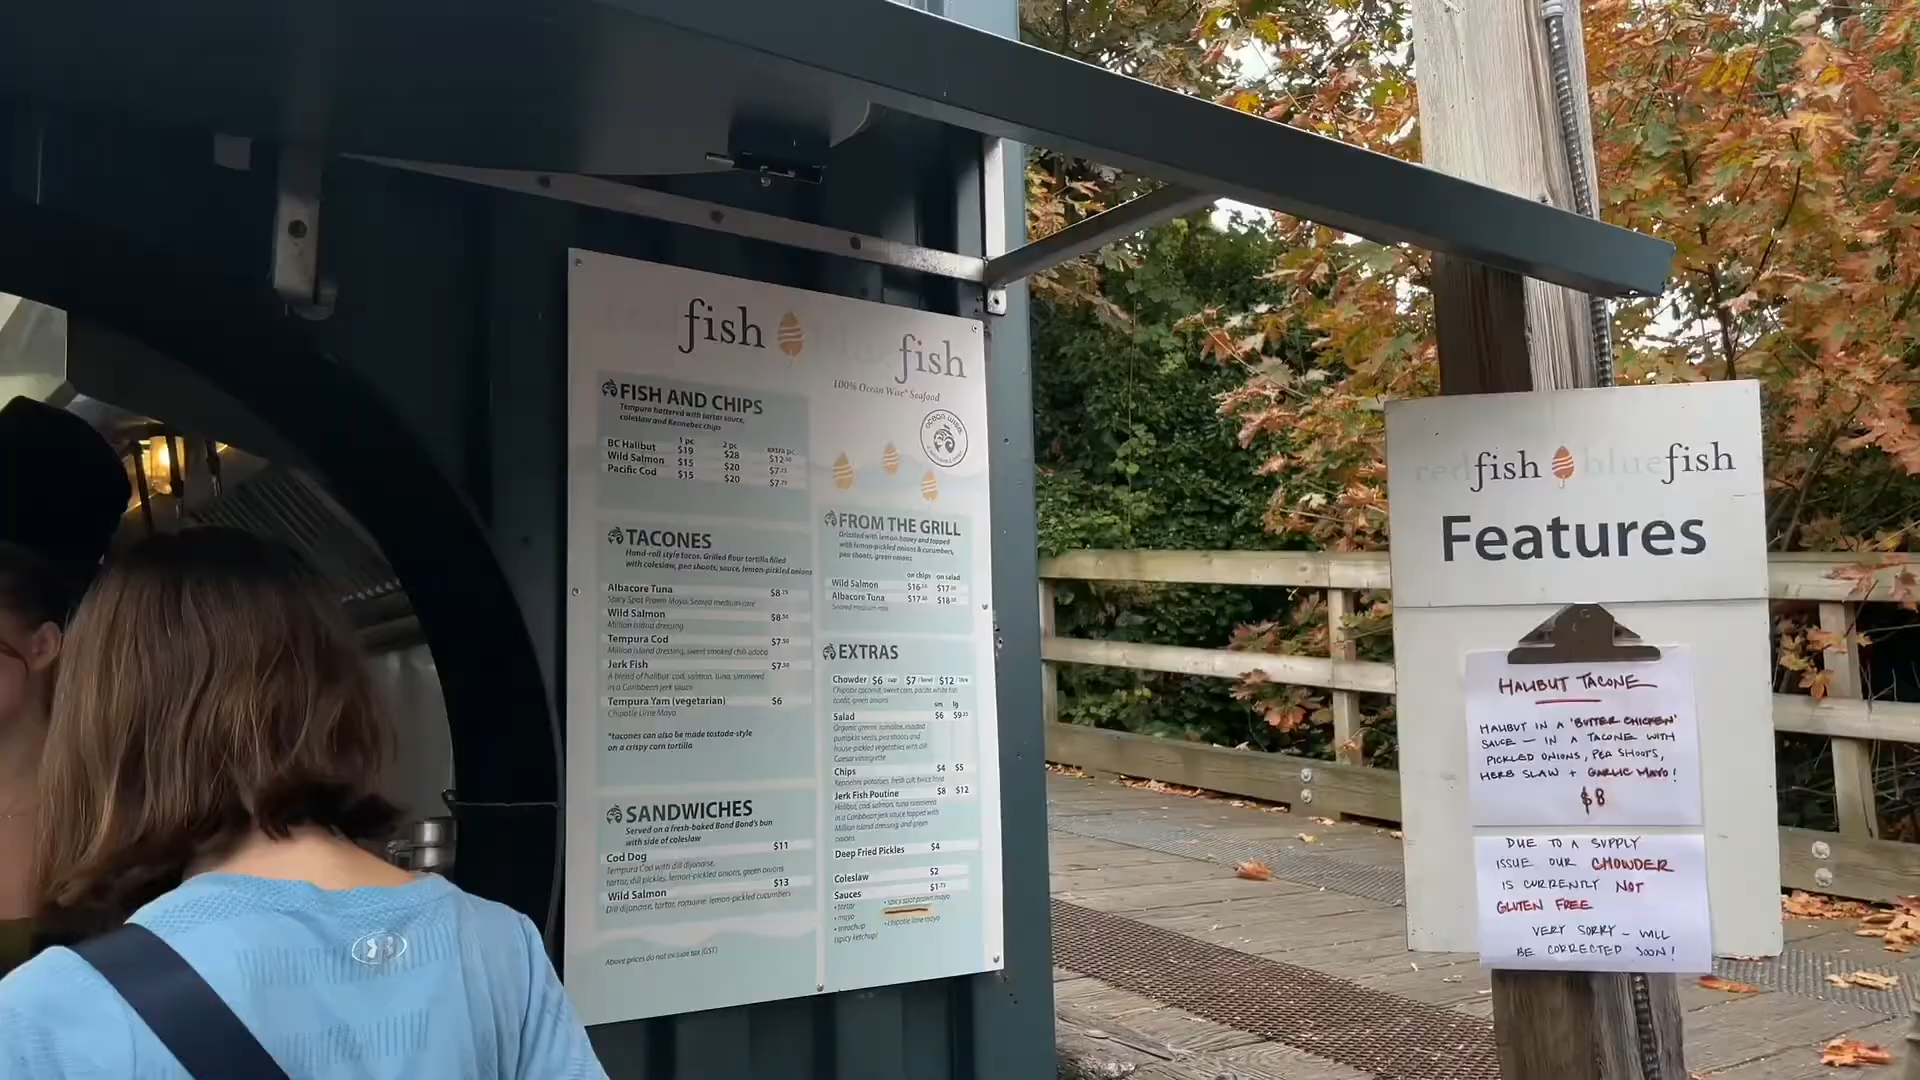 red fish blue fish
100% Ocean Wise® Seafood
OCEAN WISE
FISH AND CHIPS
Tempura battered with tartar sauce,
coleslaw and Kennebec chips
1 pc 2 pc extra pc
BC Halibut $19 $28 $12.50
Wild Salmon $15 $20 $7.25
Pacific Cod $15 $20 $7.75
TACONES
Hand-roll style tacos. Grilled flour tortilla filled
with coleslaw, pea shoots, sauce, lemon-pickled onions
Albacore Tuna $8.75
Spicy Spot Prawn Mayo. Seared medium-rare
Wild Salmon $8.50
Million island dressing
Tempura Cod $7.50
Million island dressing, sweet smoked chili adobo
Jerk Fish $7.50
A blend of halibut, cod, salmon, tuna, simmered
in a Caribbean jerk sauce
Tempura Yam (vegetarian) $6
Chipotle Lime Mayo
*tacones can also be made tostada-style
on a crispy corn tortilla
SANDWICHES
Served on a fresh-baked Bond Bond's bun
with side of coleslaw
Cod Dog $11
Tempura Cod with dill dijonaise,
tartar, dill pickles, lemon-pickled onions, green onions
Wild Salmon $13
Dill dijonaise, tartar, romaine, lemon-pickled cucumbers
Above prices do not include tax (GST)
FROM THE GRILL
Drizzled with lemon, honey and topped
with lemon-pickled onions & cucumbers,
pea shoots, green onions
on chips on salad
Wild Salmon $16 $17
Albacore Tuna $17 $18
Seared medium rare
EXTRAS
Chowder $6 /cup $7 /bowl $12 /litre
Chipotle, coconut, sweet corn, pacific white fish
confit, green onions
sm lg
Salad $6 $9.25
Organic greens, tomatoes, roasted
pumpkin seeds, pea shoots and
house-pickled vegetables with dill
Caesar vinaigrette
Chips $4 $5
Kennebec potatoes, fresh cut, twice fried
Jerk Fish Poutine $8 $12
Halibut, cod, salmon, tuna simmered
in a Caribbean jerk sauce topped with
Million island dressing, and green
onions
Deep Fried Pickles $4
Coleslaw $2
Sauces $1.75
• tartar • spicy spot prawn mayo
• mayo • chipotle lime mayo
• sreachup
(spicy ketchup)
red fish blue fish
Features
HALIBUT TACONE
HALIBUT IN A 'BUTTER CHICKEN'
SAUCE — IN A TACONE WITH
PICKLED ONIONS, PEA SHOOTS,
HERB SLAW + GARLIC MAYO!
$8
DUE TO A SUPPLY
ISSUE OUR CHOWDER
IS CURRENTLY NOT
GLUTEN FREE
VERY SORRY — WILL
BE CORRECTED SOON!